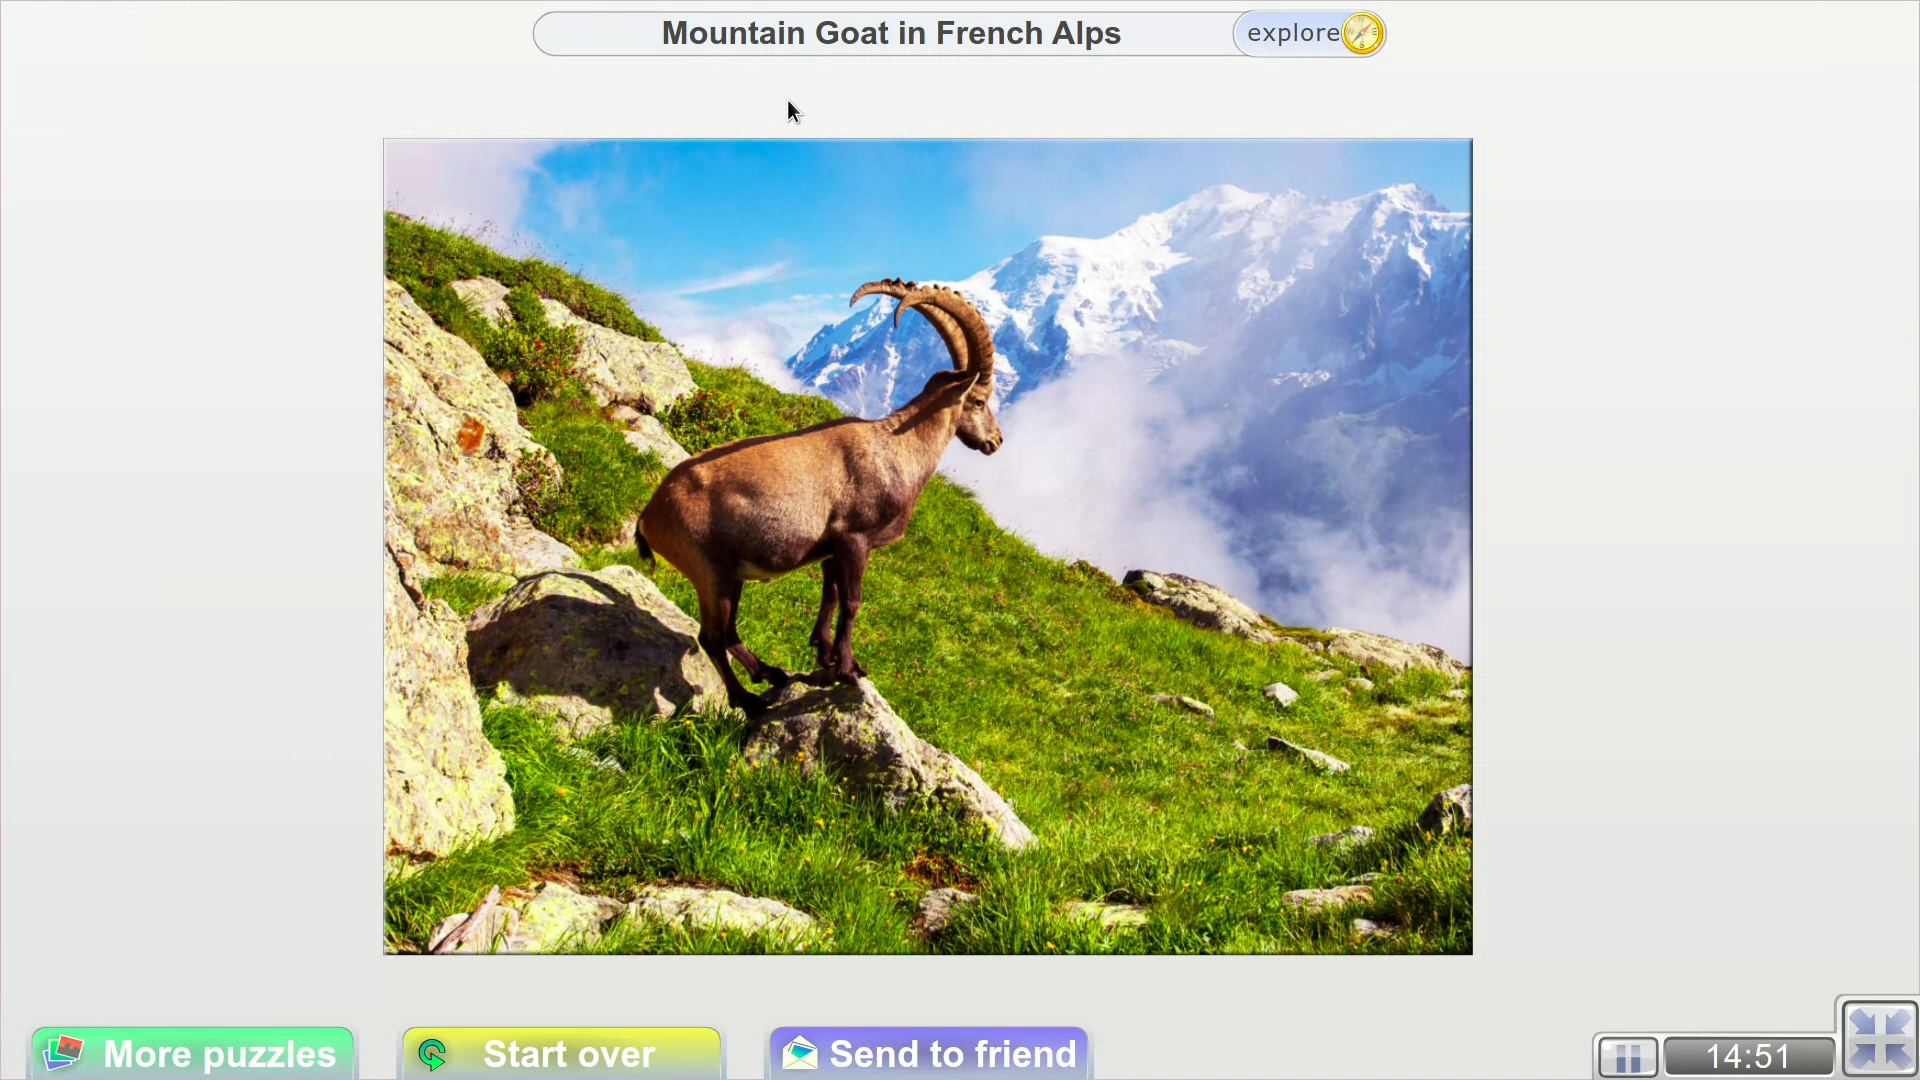 Mountain Goat in French Alps
explore
N
W E
S
More puzzles
Start over
Send to friend
14:51